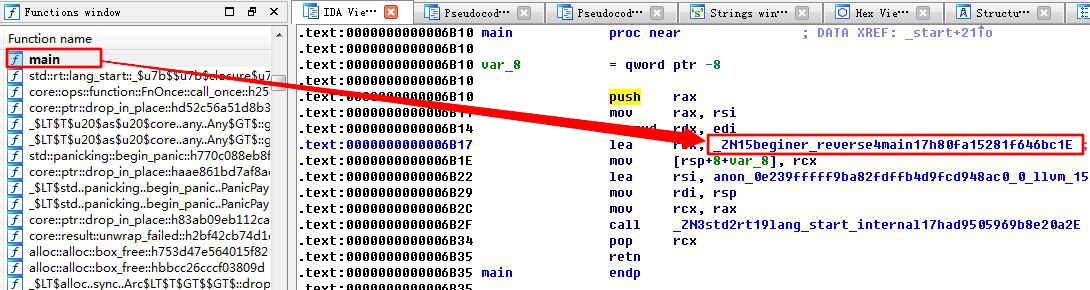 Functions window
Function name
main
std::rt::lang_start::_$u7b$$u7b$closure$u7
core::ops::function::FnOnce::call_once::h25
core::ptr::drop_in_place::hd52c56a51d8b3
_$LT$T$u20$as$u20$core..any..Any$GT$::g
_$LT$T$u20$as$u20$core..any..Any$GT$::g
std::panicking::begin_panic::h770c088eb8f
core::ptr::drop_in_place::haae861bd7af8ac
_$LT$std..panicking..begin_panic..PanicPay
_$LT$std..panicking..begin_panic..PanicPay
core::ptr::drop_in_place::h83ab09eb112ca
core::result::unwrap_failed::h2bf42cb74d1c
alloc::alloc::box_free::h753d47e564015f82
alloc::alloc::box_free::hbbcc26cccf03809d
_$LT$alloc..sync..Arc$LT$T$GT$$GT$::drop
IDA Vie… Pseudocod… Pseudocod… Strings win… Hex Vie… Structu…
.text:0000000000006B10 main proc near ; DATA XREF: _start+21↑o
.text:0000000000006B10
.text:0000000000006B10 var_8 = qword ptr -8
.text:0000000000006B10
.text:0000000000006B10 push rax
.text:0000000000006B11 mov rax, rsi
.text:0000000000006B14 rdx, edi
.text:0000000000006B17 lea _ZN15beginer_reverse4main17h80fa15281f646bc1E ;
.text:0000000000006B1E mov [rsp+8+var_8], rcx
.text:0000000000006B22 lea rsi, anon_0e239fffff9ba82fdffb4d9fcd948ac0_0_llvm_15
.text:0000000000006B29 mov rdi, rsp
.text:0000000000006B2C mov rcx, rax
.text:0000000000006B2F call _ZN3std2rt19lang_start_internal17had9505969b8e20a2E
.text:0000000000006B34 pop rcx
.text:0000000000006B35 retn
.text:0000000000006B35 main endp
.text:0000000000006B35